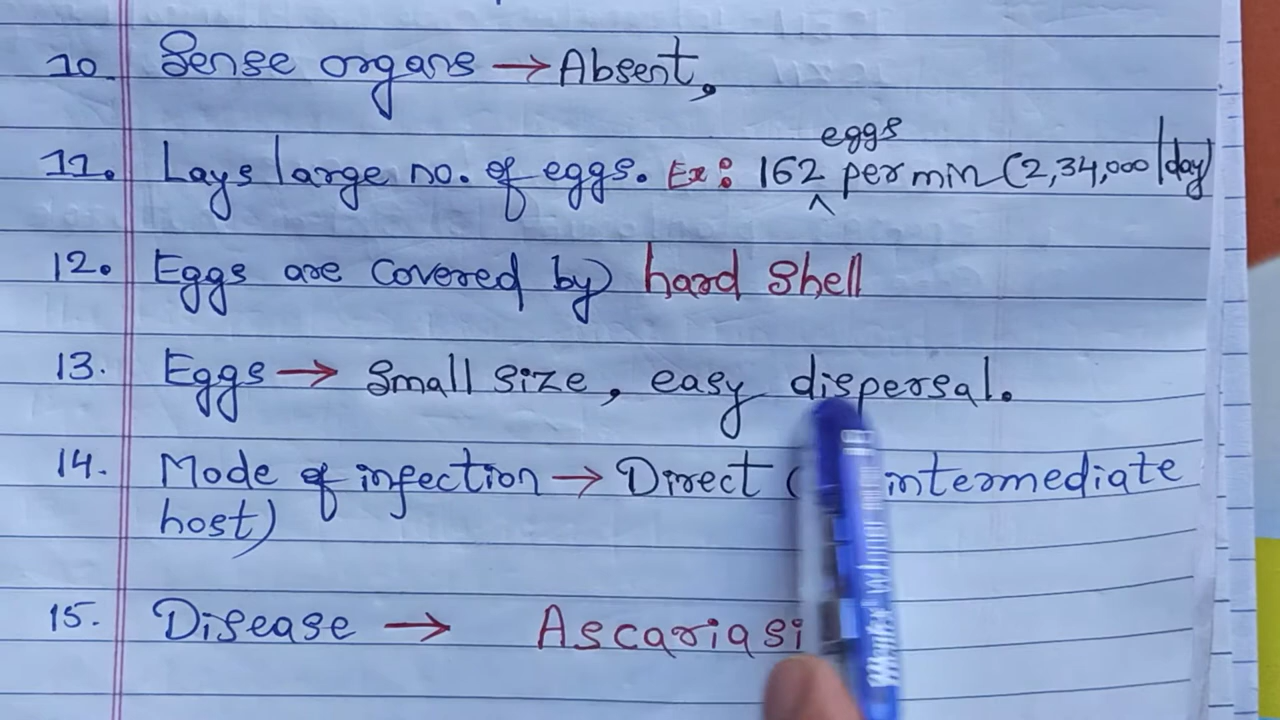 10. Sense organs → Absent,
eggs
11. Lays large no. of eggs. Ex: 162 ^ per min (2,34,000/day)
12. Eggs are covered by hard Shell
13. Eggs → Small size, easy dispersal.
14. Mode of infection → Direct ( intermediate
host)
15. Disease → Ascariasi